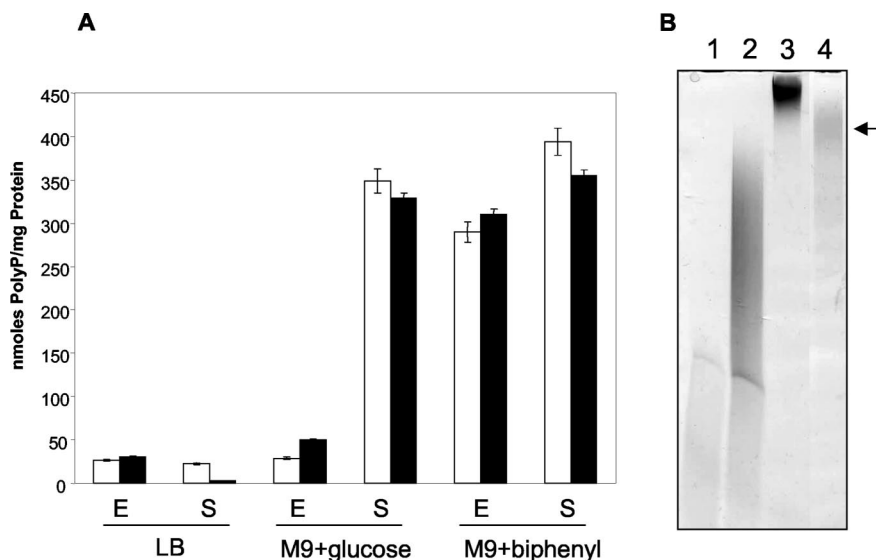 A
B
1 2 3 4
nmoles PolyP/mg Protein
450
400
350
300
250
200
150
100
50
0
E S E S E S
LB M9+glucose M9+biphenyl